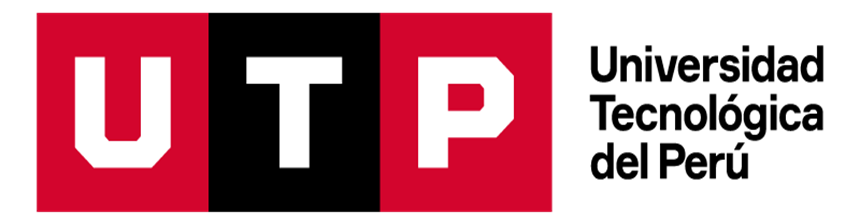 UTP
Universidad
Tecnológica
del Perú